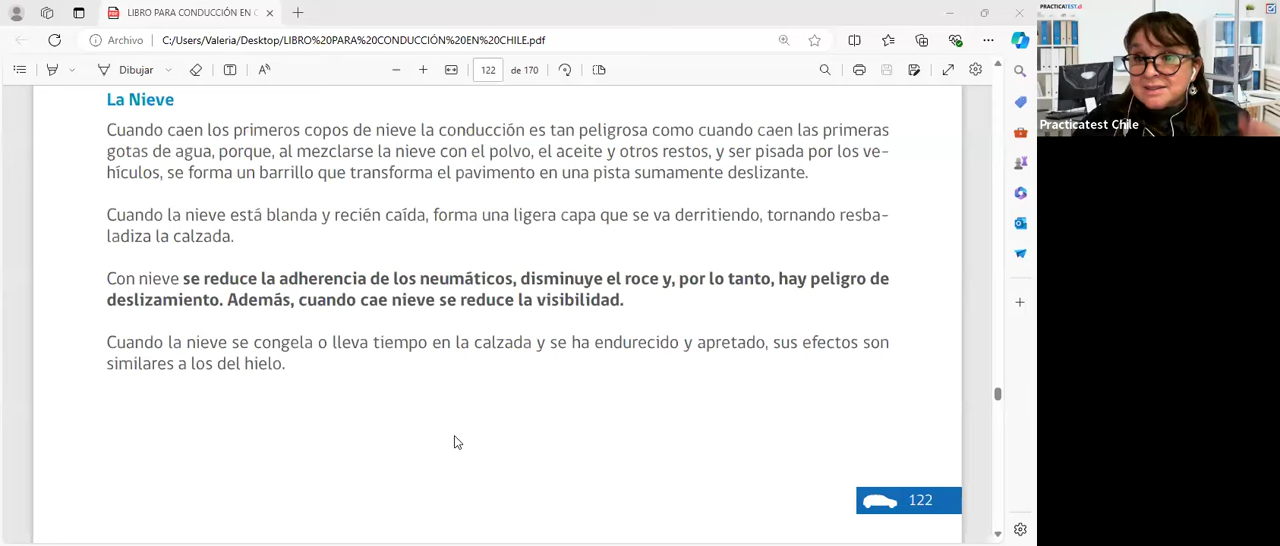 LIBRO PARA CONDUCCIÓN EN C
Archivo C:/Users/Valeria/Desktop/LIBRO%20PARA%20CONDUCCIÓN%20EN%20CHILE.pdf
Dibujar
122 de 170
La Nieve
Cuando caen los primeros copos de nieve la conducción es tan peligrosa como cuando caen las primeras
gotas de agua, porque, al mezclarse la nieve con el polvo, el aceite y otros restos, y ser pisada por los ve-
hículos, se forma un barrillo que transforma el pavimento en una pista sumamente deslizante.
Cuando la nieve está blanda y recién caída, forma una ligera capa que se va derritiendo, tornando resba-
ladiza la calzada.
Con nieve se reduce la adherencia de los neumáticos, disminuye el roce y, por lo tanto, hay peligro de
deslizamiento. Además, cuando cae nieve se reduce la visibilidad.
Cuando la nieve se congela o lleva tiempo en la calzada y se ha endurecido y apretado, sus efectos son
similares a los del hielo.
122
PRACTICATEST.cl
Practicatest Chile